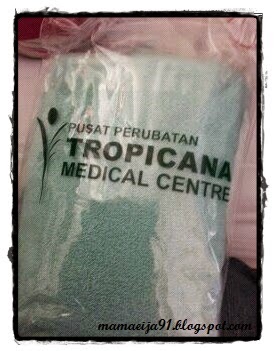 PUSAT PERUBATAN
TROPICANA
MEDICAL CENTRE
mamaeija91.blogspot.com